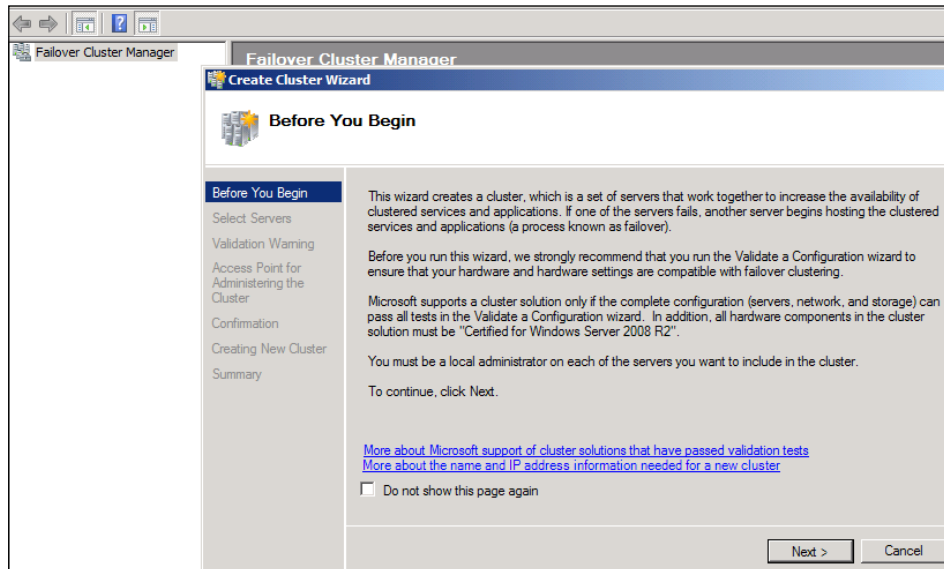 Failover Cluster Manager
Failover Cluster Manager
Create Cluster Wizard
Before You Begin
Before You Begin
Select Servers
Validation Warning
Access Point for
Administering the
Cluster
Confirmation
Creating New Cluster
Summary
This wizard creates a cluster, which is a set of servers that work together to increase the availability of
clustered services and applications. If one of the servers fails, another server begins hosting the clustered
services and applications (a process known as failover).
Before you run this wizard, we strongly recommend that you run the Validate a Configuration wizard to
ensure that your hardware and hardware settings are compatible with failover clustering.
Microsoft supports a cluster solution only if the complete configuration (servers, network, and storage) can
pass all tests in the Validate a Configuration wizard. In addition, all hardware components in the cluster
solution must be "Certified for Windows Server 2008 R2".
You must be a local administrator on each of the servers you want to include in the cluster.
To continue, click Next.
More about Microsoft support of cluster solutions that have passed validation tests
More about the name and IP address information needed for a new cluster
Do not show this page again
Next >
Cancel